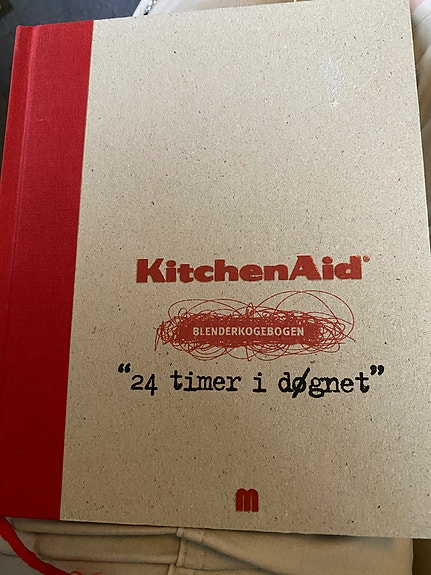 KitchenAid®
BLENDERKOGEBOGEN
“24 timer i døgnet”
m